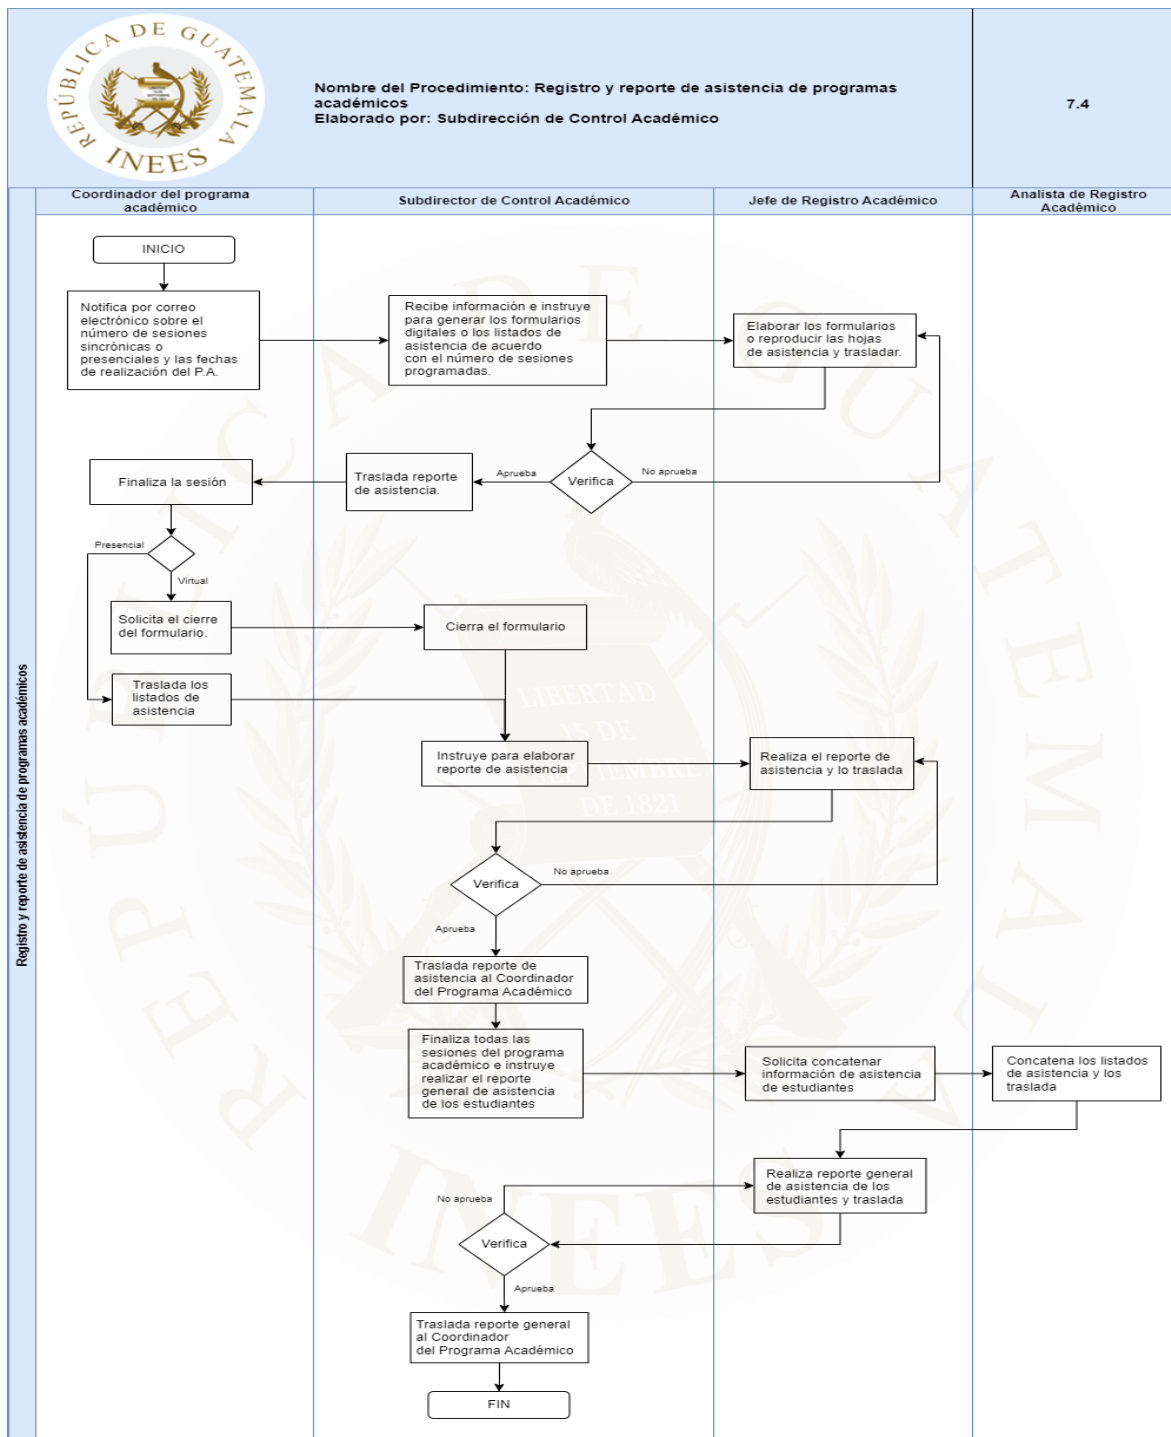 REPÚBLICA DE GUATEMALA
INEES
Nombre del Procedimiento: Registro y reporte de asistencia de programas
académicos
Elaborado por: Subdirección de Control Académico
7.4
Coordinador del programa
académico
Subdirector de Control Académico
Jefe de Registro Académico
Analista de Registro
Académico
Registro y reporte de asistencia de programas académicos
INICIO
Notifica por correo
electrónico sobre el
número de sesiones
sincrónicas o
presenciales y las fechas
de realización del P.A.
Recibe información e instruye
para generar los formularios
digitales o los listados de
asistencia de acuerdo
con el número de sesiones
programadas.
Elaborar los formularios
o reproducir las hojas
de asistencia y trasladar.
Verifica
No aprueba
Aprueba
Traslada reporte
de asistencia.
Finaliza la sesión
Presencial
Virtual
Solicita el cierre
del formulario.
Cierra el formulario
Traslada los
listados de
asistencia
Instruye para elaborar
reporte de asistencia
Realiza el reporte de
asistencia y lo traslada
Verifica
No aprueba
Aprueba
Traslada reporte de
asistencia al Coordinador
del Programa Académico
Finaliza todas las
sesiones del programa
académico e instruye
realizar el reporte
general de asistencia
de los estudiantes
Solicita concatenar
información de asistencia
de estudiantes
Concatena los listados
de asistencia y los
traslada
Realiza reporte general
de asistencia de los
estudiantes y traslada
No aprueba
Verifica
Aprueba
Traslada reporte general
al Coordinador
del Programa Académico
FIN
REPÚBLICA DE GUATEMALA
LIBERTAD
15 DE
SEPTIEMBRE
DE 1821
INEES